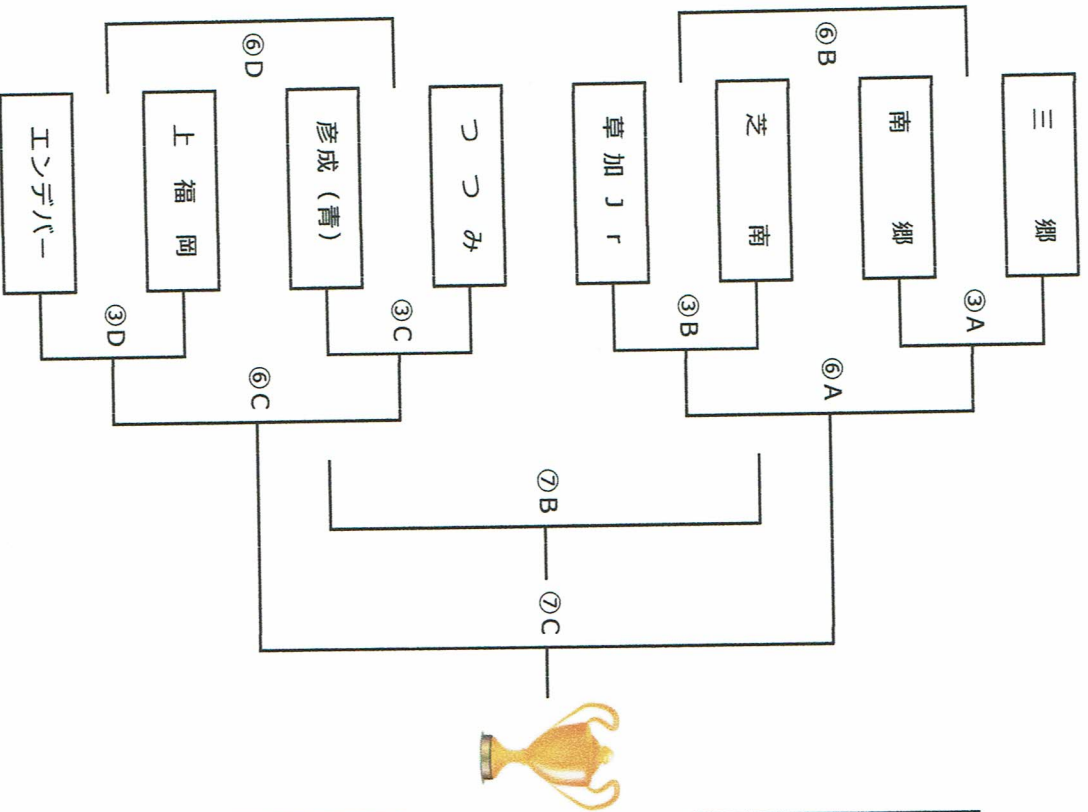 ⑥D
⑥B
エンデバー
上福岡
彦成(青)
つつみ
草加Jr
芝南
南郷
三郷
③D
③C
③B
③A
⑥C
⑥A
⑦B
⑦C